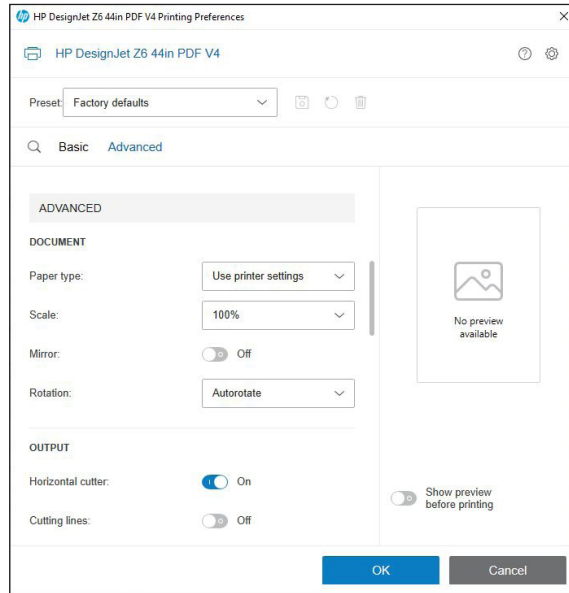 HP DesignJet Z6 44in PDF V4 Printing Preferences
HP DesignJet Z6 44in PDF V4
Preset: Factory defaults
Basic Advanced
ADVANCED
DOCUMENT
Paper type: Use printer settings
Scale: 100%
Mirror: Off
Rotation: Autorotate
No preview
available
OUTPUT
Horizontal cutter: On
Cutting lines: Off
Show preview
before printing
OK Cancel